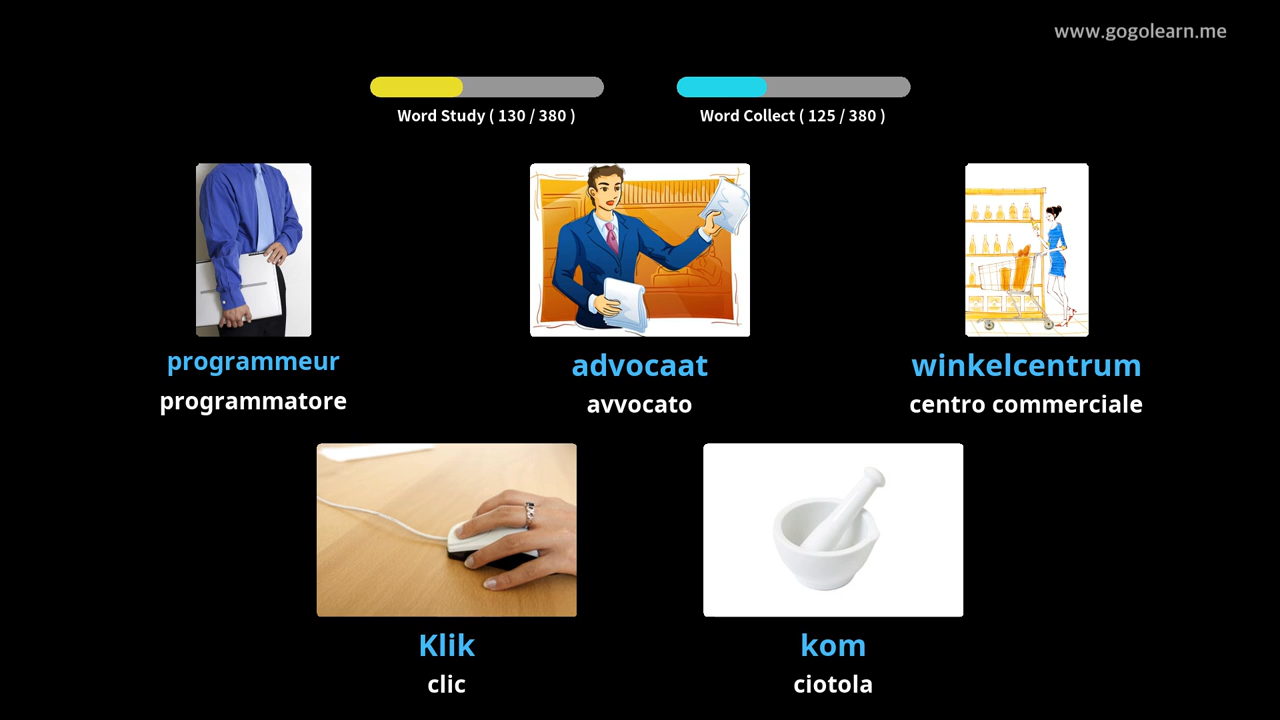 www.gogolearn.me
Word Study ( 130 / 380 )
Word Collect ( 125 / 380 )
programmeur
programmatore
advocaat
avvocato
winkelcentrum
centro commerciale
Klik
clic
kom
ciotola